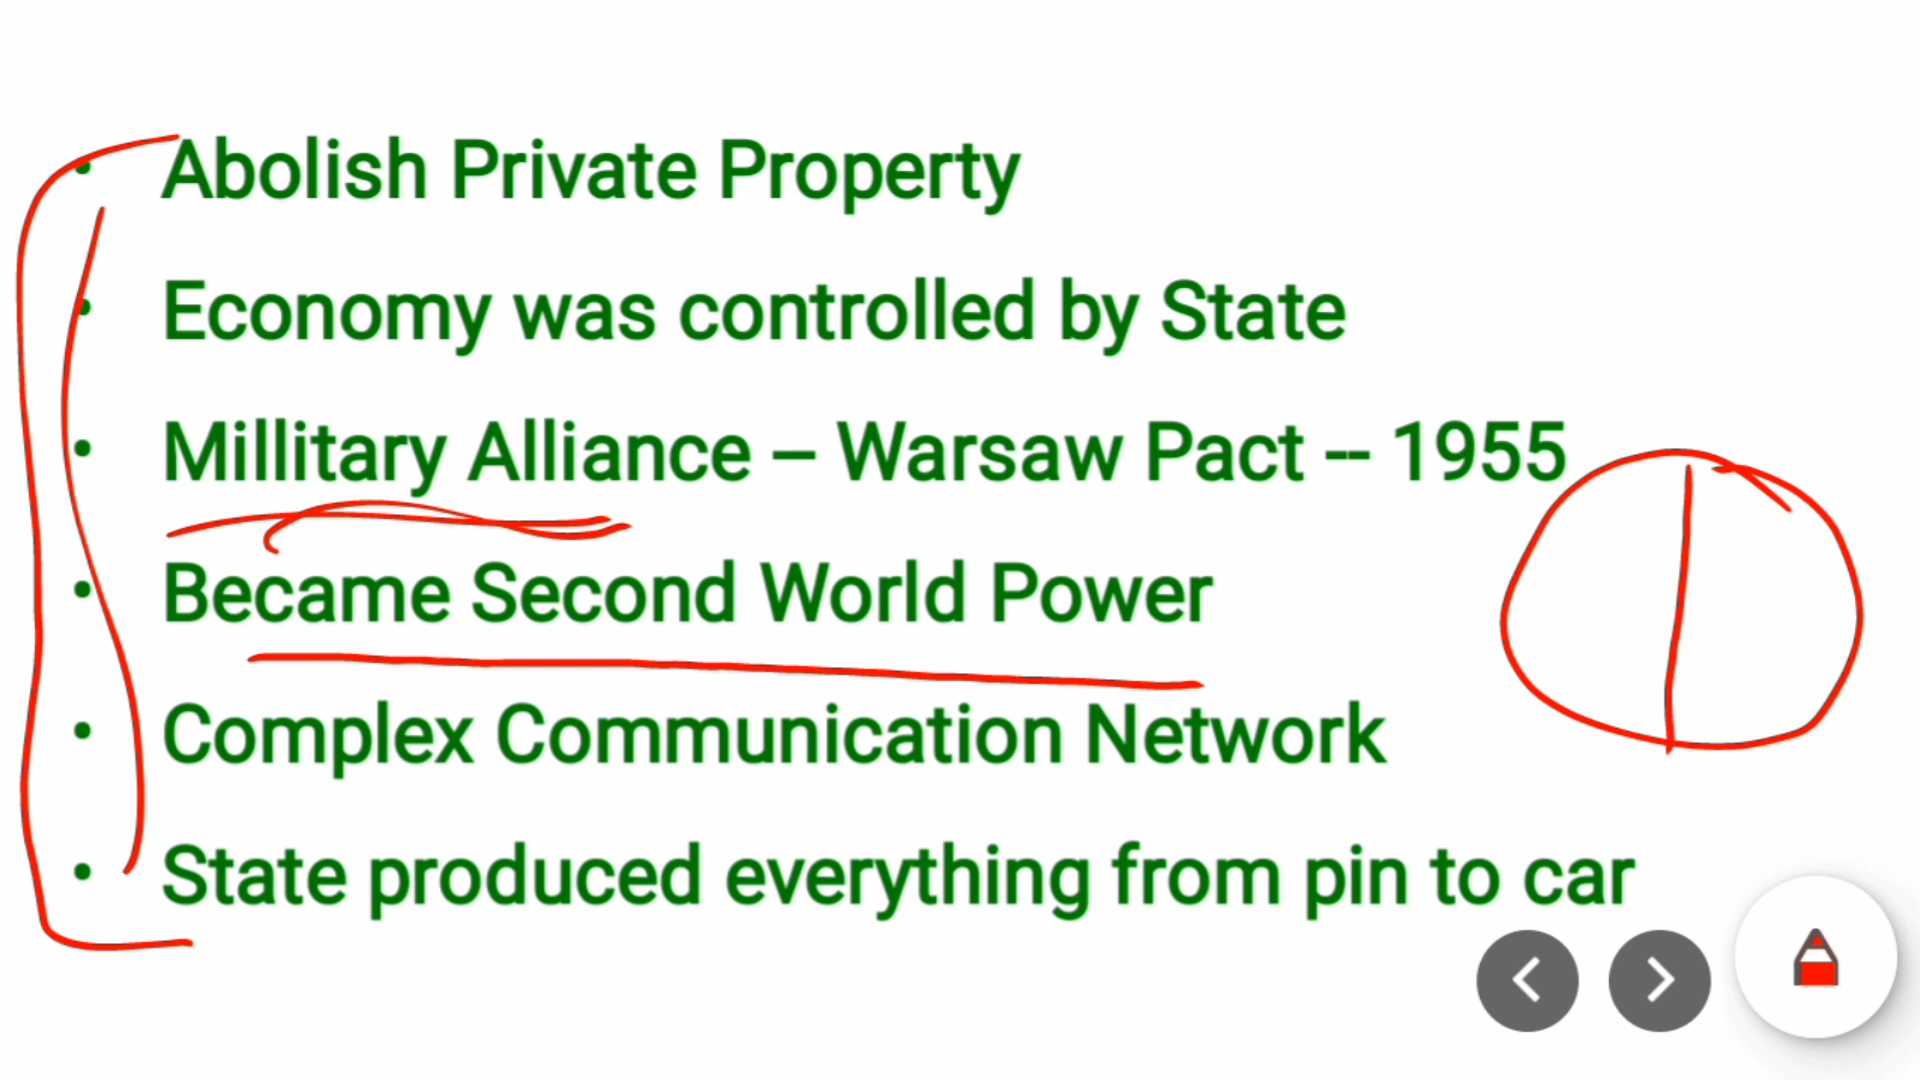 • Abolish Private Property
• Economy was controlled by State
• Millitary Alliance – Warsaw Pact -- 1955
• Became Second World Power
• Complex Communication Network
• State produced everything from pin to car